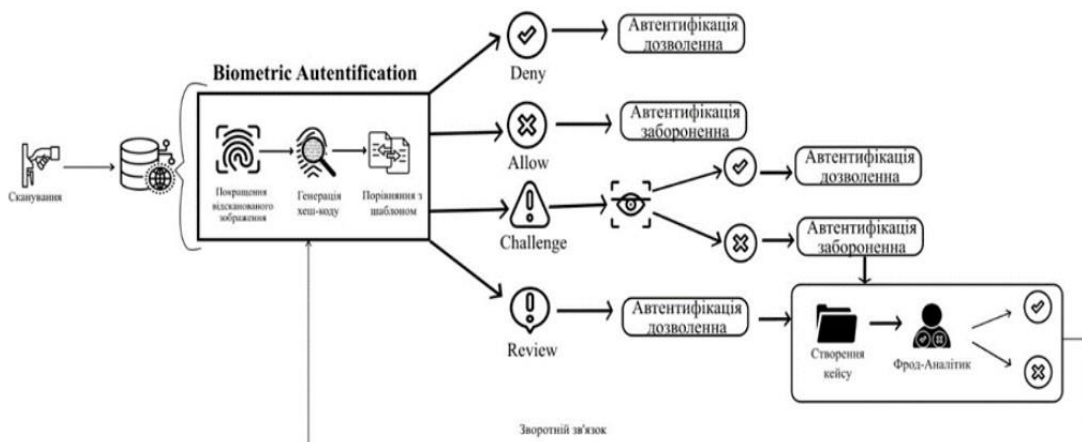 Автентифікація
дозволенна
Deny
Biometric Autentification
Автентифікація
забороненна
Allow
Сканування
Покращення
відсканованого
зображення
Генерація
хеш-коду
Порівняння з
шаблоном
Challenge
Автентифікація
дозволенна
Автентифікація
забороненна
Review
Автентифікація
дозволенна
Створення
кейсу
Фрод-Аналітик
Зворотній зв'язок